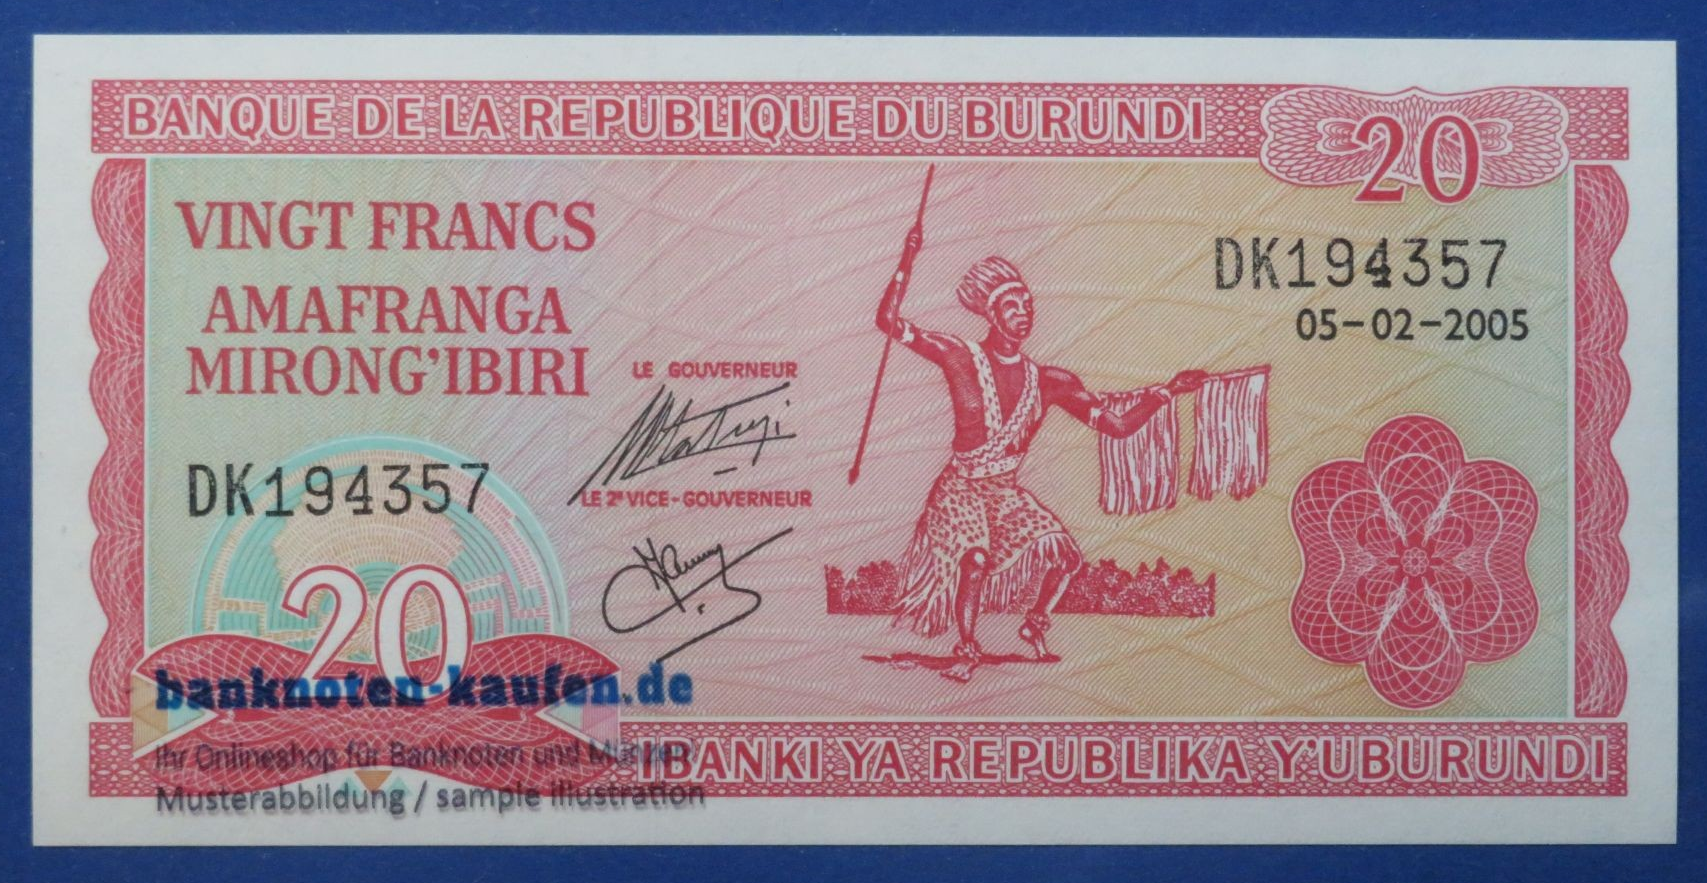 BANQUE DE LA REPUBLIQUE DU BURUNDI
20
VINGT FRANCS
AMAFRANGA
MIRONG'IBIRI
DK194357
05-02-2005
LE GOUVERNEUR
DK194357
LE 2E VICE-GOUVERNEUR
20
banknoten-kaufen.de
Ihr Onlineshop für Banknoten und Münzen
IBANKI YA REPUBLIKA Y'UBURUNDI
Musterabbildung / sample illustration